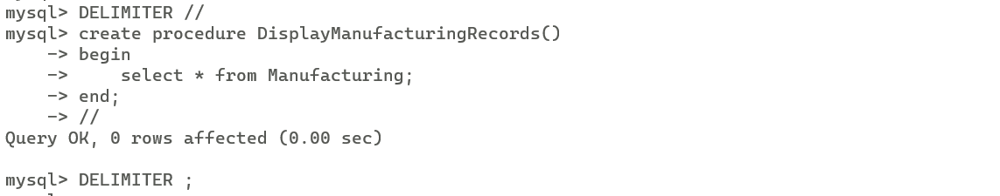 mysql> DELIMITER //
mysql> create procedure DisplayManufacturingRecords()
    -> begin
    ->     select * from Manufacturing;
    -> end;
    -> //
Query OK, 0 rows affected (0.00 sec)

mysql> DELIMITER ;